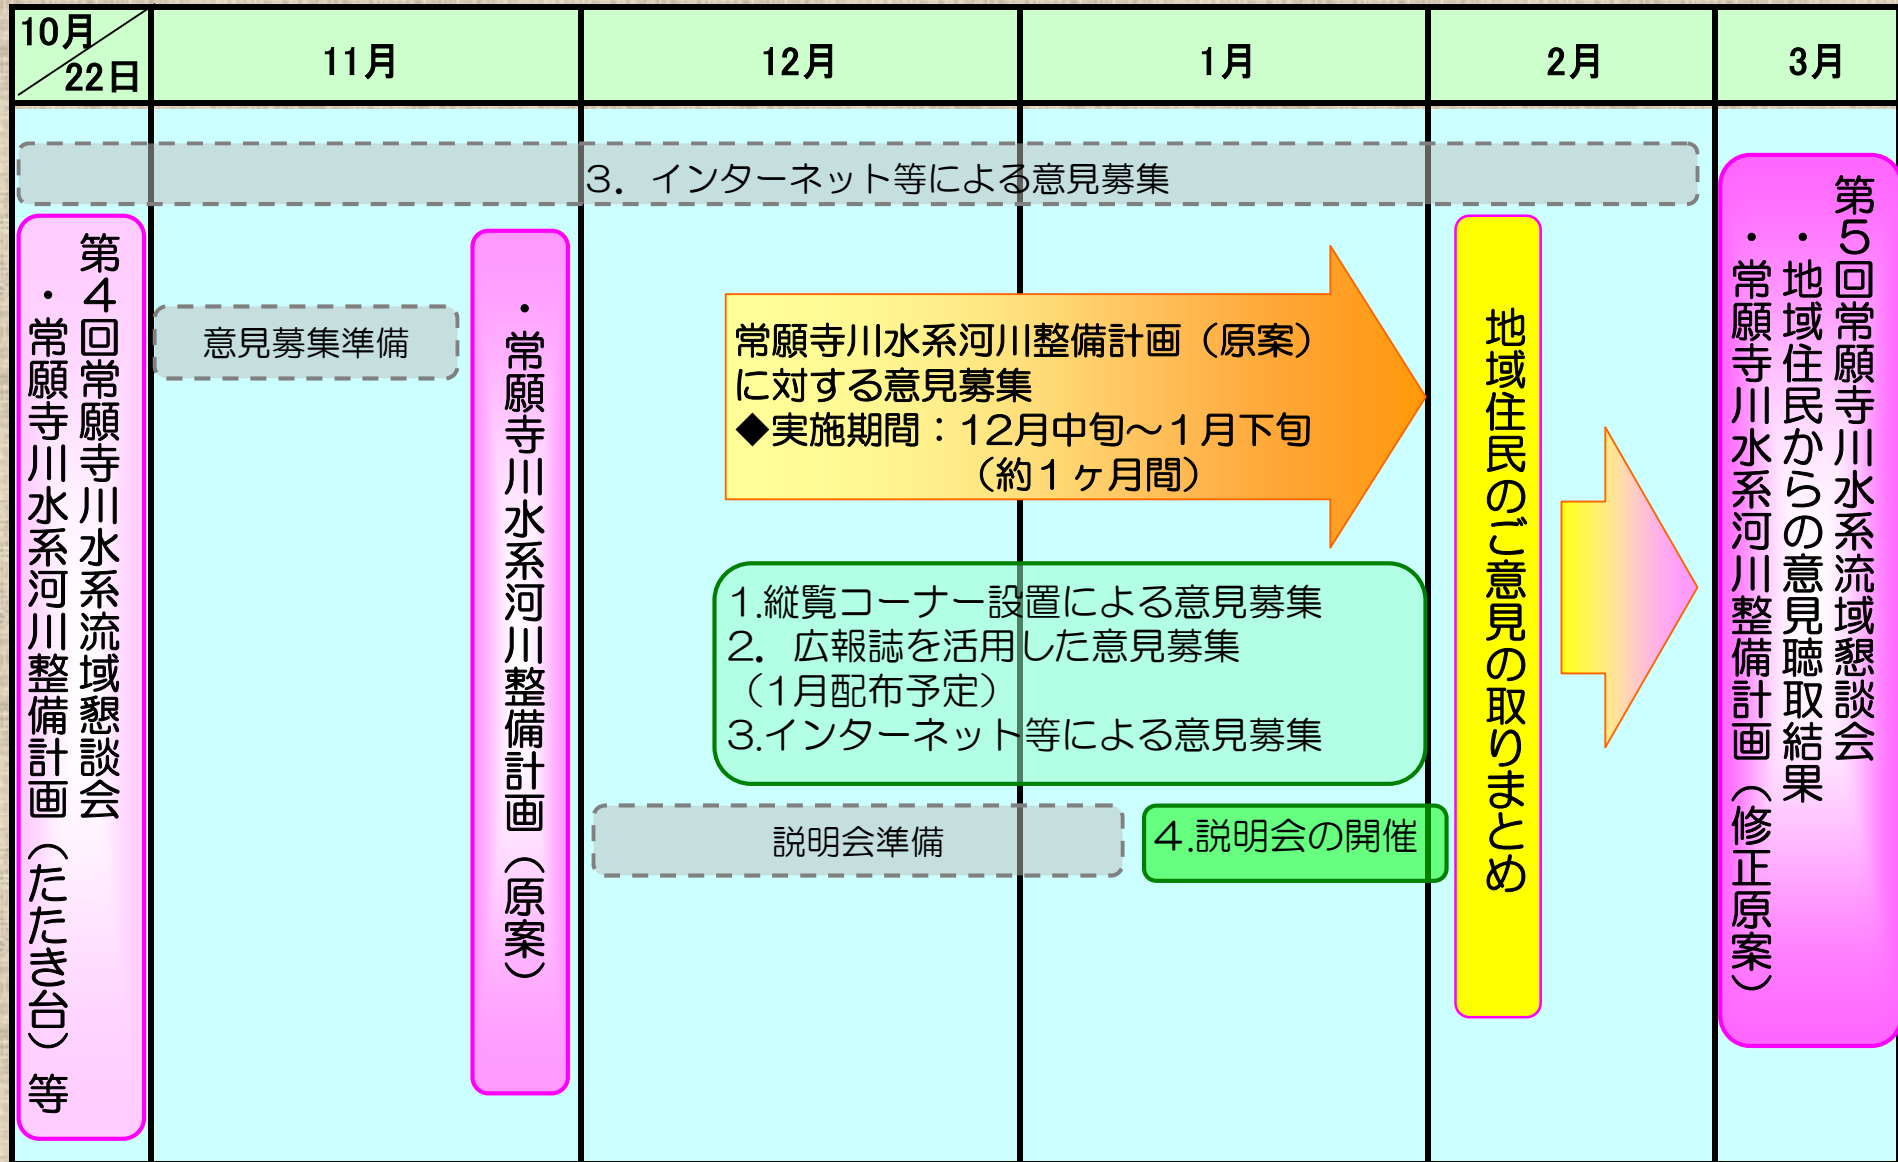 10月
22日
11月
12月
1月
2月
3月
3．インターネット等による意見募集
第４回常願寺川水系流域懇談会
・常願寺川水系河川整備計画（たたき台）等
意見募集準備
・常願寺川水系河川整備計画（原案）
常願寺川水系河川整備計画（原案）
に対する意見募集
◆実施期間：12月中旬～１月下旬
（約１ヶ月間）
1.縦覧コーナー設置による意見募集
2．広報誌を活用した意見募集
（1月配布予定）
3.インターネット等による意見募集
説明会準備
4.説明会の開催
地域住民のご意見の取りまとめ
第５回常願寺川水系流域懇談会
・地域住民からの意見聴取結果
・常願寺川水系河川整備計画（修正原案）